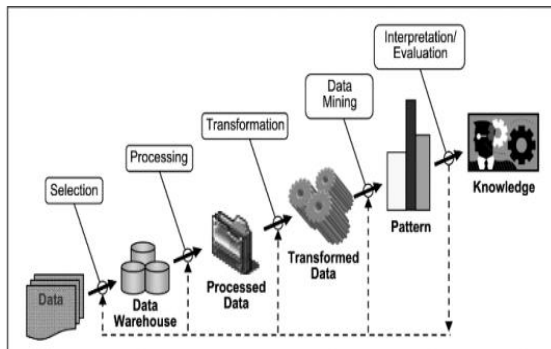 Interpretation/
Evaluation
Data
Mining
Transformation
Processing
Selection
Knowledge
Pattern
Transformed
Data
Processed
Data
Data
Warehouse
Data